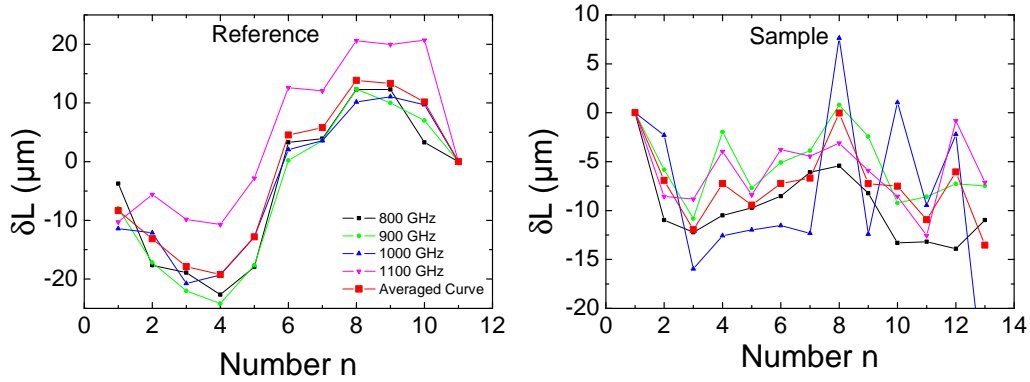 Reference
δL (μm)
20
10
0
-10
-20
800 GHz
900 GHz
1000 GHz
1100 GHz
Averaged Curve
0 2 4 6 8 10 12
Number n
Sample
δL (μm)
10
5
0
-5
-10
-15
-20
0 2 4 6 8 10 12 14
Number n